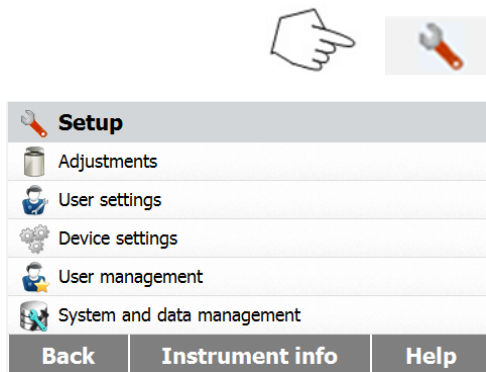 Setup
Adjustments
User settings
Device settings
User management
System and data management
Back Instrument info Help